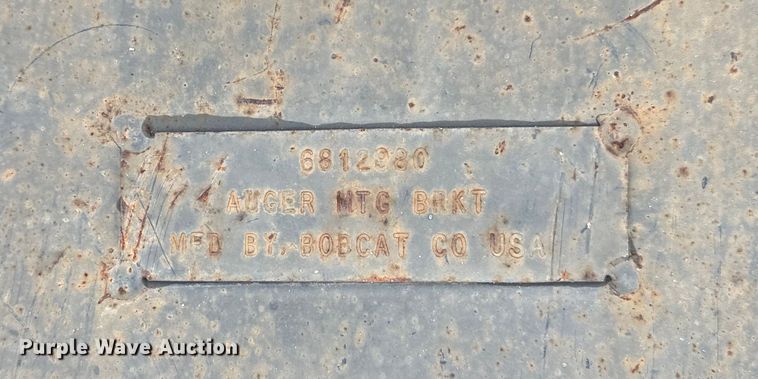 6812980
AUGER MTG BRKT
MFD BY, BOBCAT CO USA
Purple Wave Auction